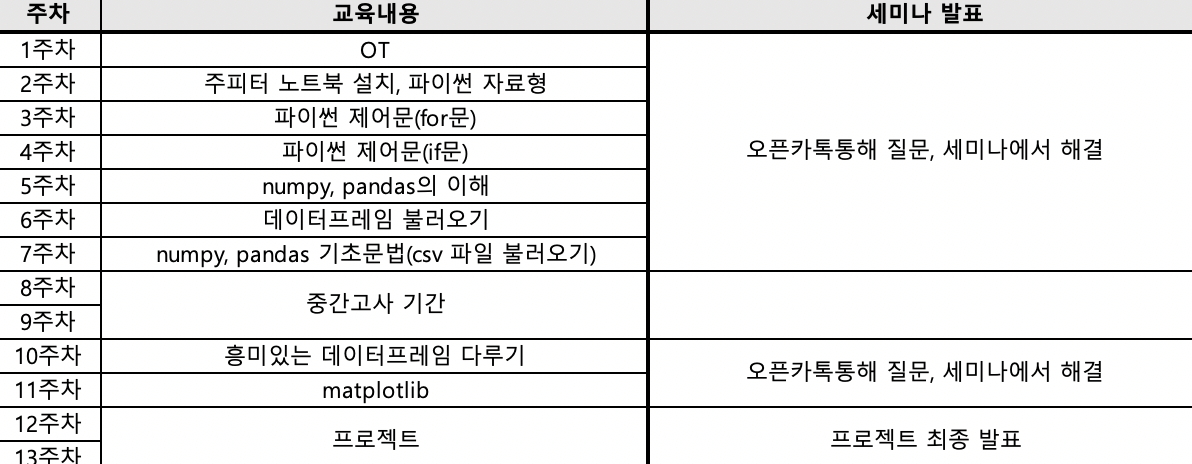 주차 교육내용 세미나 발표
1주차 OT
2주차 주피터 노트북 설치, 파이썬 자료형
3주차 파이썬 제어문(for문)
4주차 파이썬 제어문(if문)
오픈카톡통해 질문, 세미나에서 해결
5주차 numpy, pandas의 이해
6주차 데이터프레임 불러오기
7주차 numpy, pandas 기초문법(csv 파일 불러오기)
8주차
중간고사 기간
9주차
10주차 흥미있는 데이터프레임 다루기
오픈카톡통해 질문, 세미나에서 해결
11주차 matplotlib
12주차
프로젝트 프로젝트 최종 발표
13주차